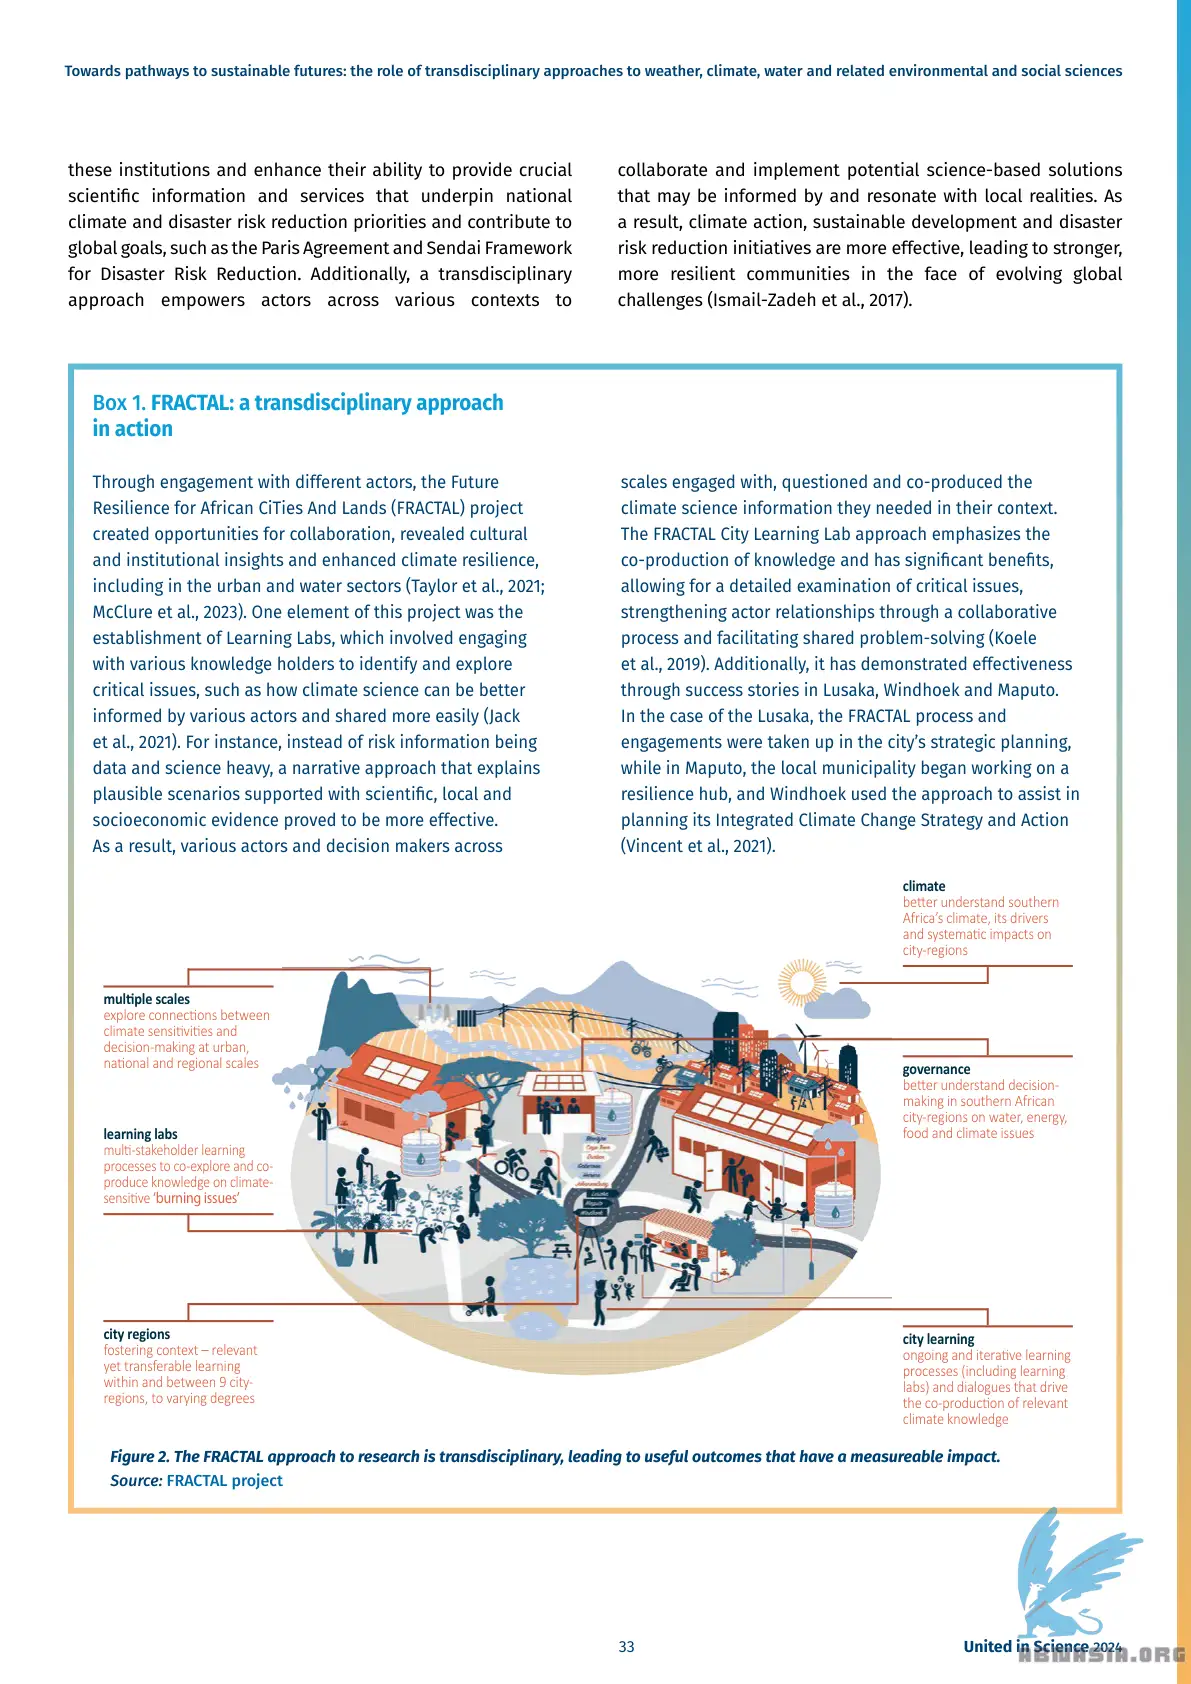 Towards pathways to sustainable futures: the role of transdisciplinary approaches to weather, climate, water and related environmental and social sciences
these institutions and enhance their ability to provide crucial
scientific information and services that underpin national
climate and disaster risk reduction priorities and contribute to
global goals, such as the Paris Agreement and Sendai Framework
for Disaster Risk Reduction. Additionally, a transdisciplinary
approach empowers actors across various contexts to
collaborate and implement potential science-based solutions
that may be informed by and resonate with local realities. As
a result, climate action, sustainable development and disaster
risk reduction initiatives are more effective, leading to stronger,
more resilient communities in the face of evolving global
challenges (Ismail-Zadeh et al., 2017).
Box 1. FRACTAL: a transdisciplinary approach
in action
Through engagement with different actors, the Future
Resilience for African CiTies And Lands (FRACTAL) project
created opportunities for collaboration, revealed cultural
and institutional insights and enhanced climate resilience,
including in the urban and water sectors (Taylor et al., 2021;
McClure et al., 2023). One element of this project was the
establishment of Learning Labs, which involved engaging
with various knowledge holders to identify and explore
critical issues, such as how climate science can be better
informed by various actors and shared more easily (Jack
et al., 2021). For instance, instead of risk information being
data and science heavy, a narrative approach that explains
plausible scenarios supported with scientific, local and
socioeconomic evidence proved to be more effective.
As a result, various actors and decision makers across
scales engaged with, questioned and co-produced the
climate science information they needed in their context.
The FRACTAL City Learning Lab approach emphasizes the
co-production of knowledge and has significant benefits,
allowing for a detailed examination of critical issues,
strengthening actor relationships through a collaborative
process and facilitating shared problem-solving (Koele
et al., 2019). Additionally, it has demonstrated effectiveness
through success stories in Lusaka, Windhoek and Maputo.
In the case of the Lusaka, the FRACTAL process and
engagements were taken up in the city's strategic planning,
while in Maputo, the local municipality began working on a
resilience hub, and Windhoek used the approach to assist in
planning its Integrated Climate Change Strategy and Action
(Vincent et al., 2021).
climate
better understand southern
Africa's climate, its drivers
and systematic impacts on
city-regions
multiple scales
explore connections between
climate sensitivities and
decision-making at urban,
national and regional scales
governance
better understand decision-
making in southern African
city-regions on water, energy,
food and climate issues
learning labs
multi-stakeholder learning
processes to co-explore and co-
produce knowledge on climate-
sensitive 'burning issues'
Cape Town
Durban
Gaborone
Harare
Johannesburg
Lusaka
Maputo
Windhoek
city regions
fostering context – relevant
yet transferable learning
within and between 9 city-
regions, to varying degrees
city learning
ongoing and iterative learning
processes (including learning
labs) and dialogues that drive
the co-production of relevant
climate knowledge
Figure 2. The FRACTAL approach to research is transdisciplinary, leading to useful outcomes that have a measureable impact.
Source: FRACTAL project
33
United in Science 2024
ABNASIA.ORG